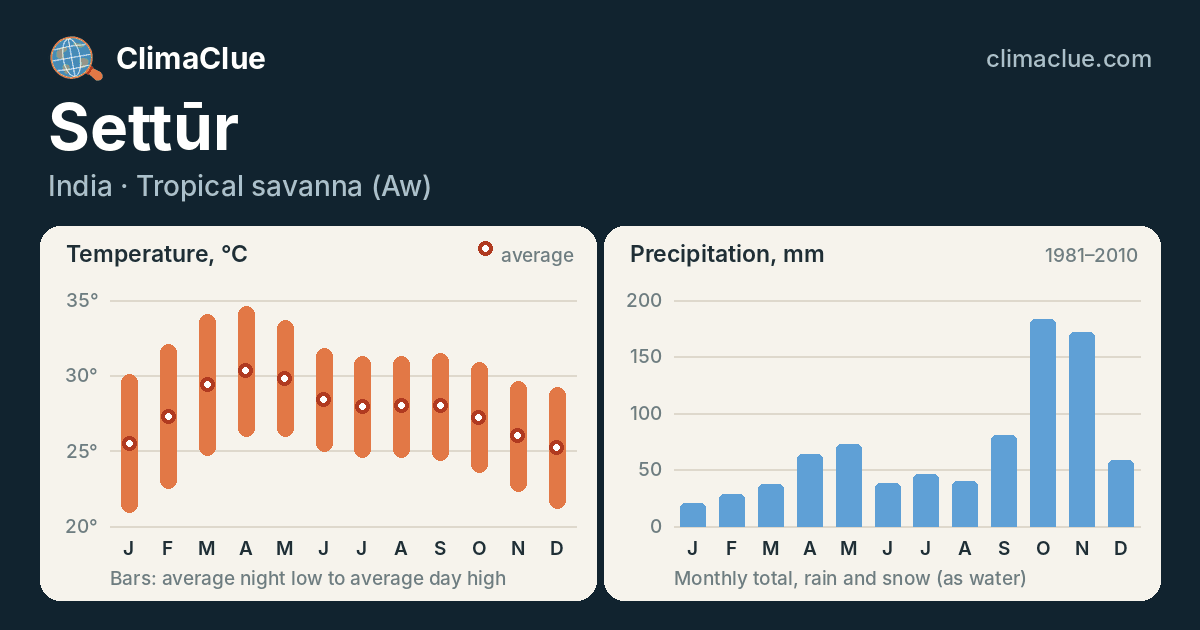 ClimaClue
climaclue.com
Settūr
India · Tropical savanna (Aw)
Temperature, °C
average
35°
30°
25°
20°
J F M A M J J A S O N D
Bars: average night low to average day high
Precipitation, mm
1981–2010
200
150
100
50
0
J F M A M J J A S O N D
Monthly total, rain and snow (as water)